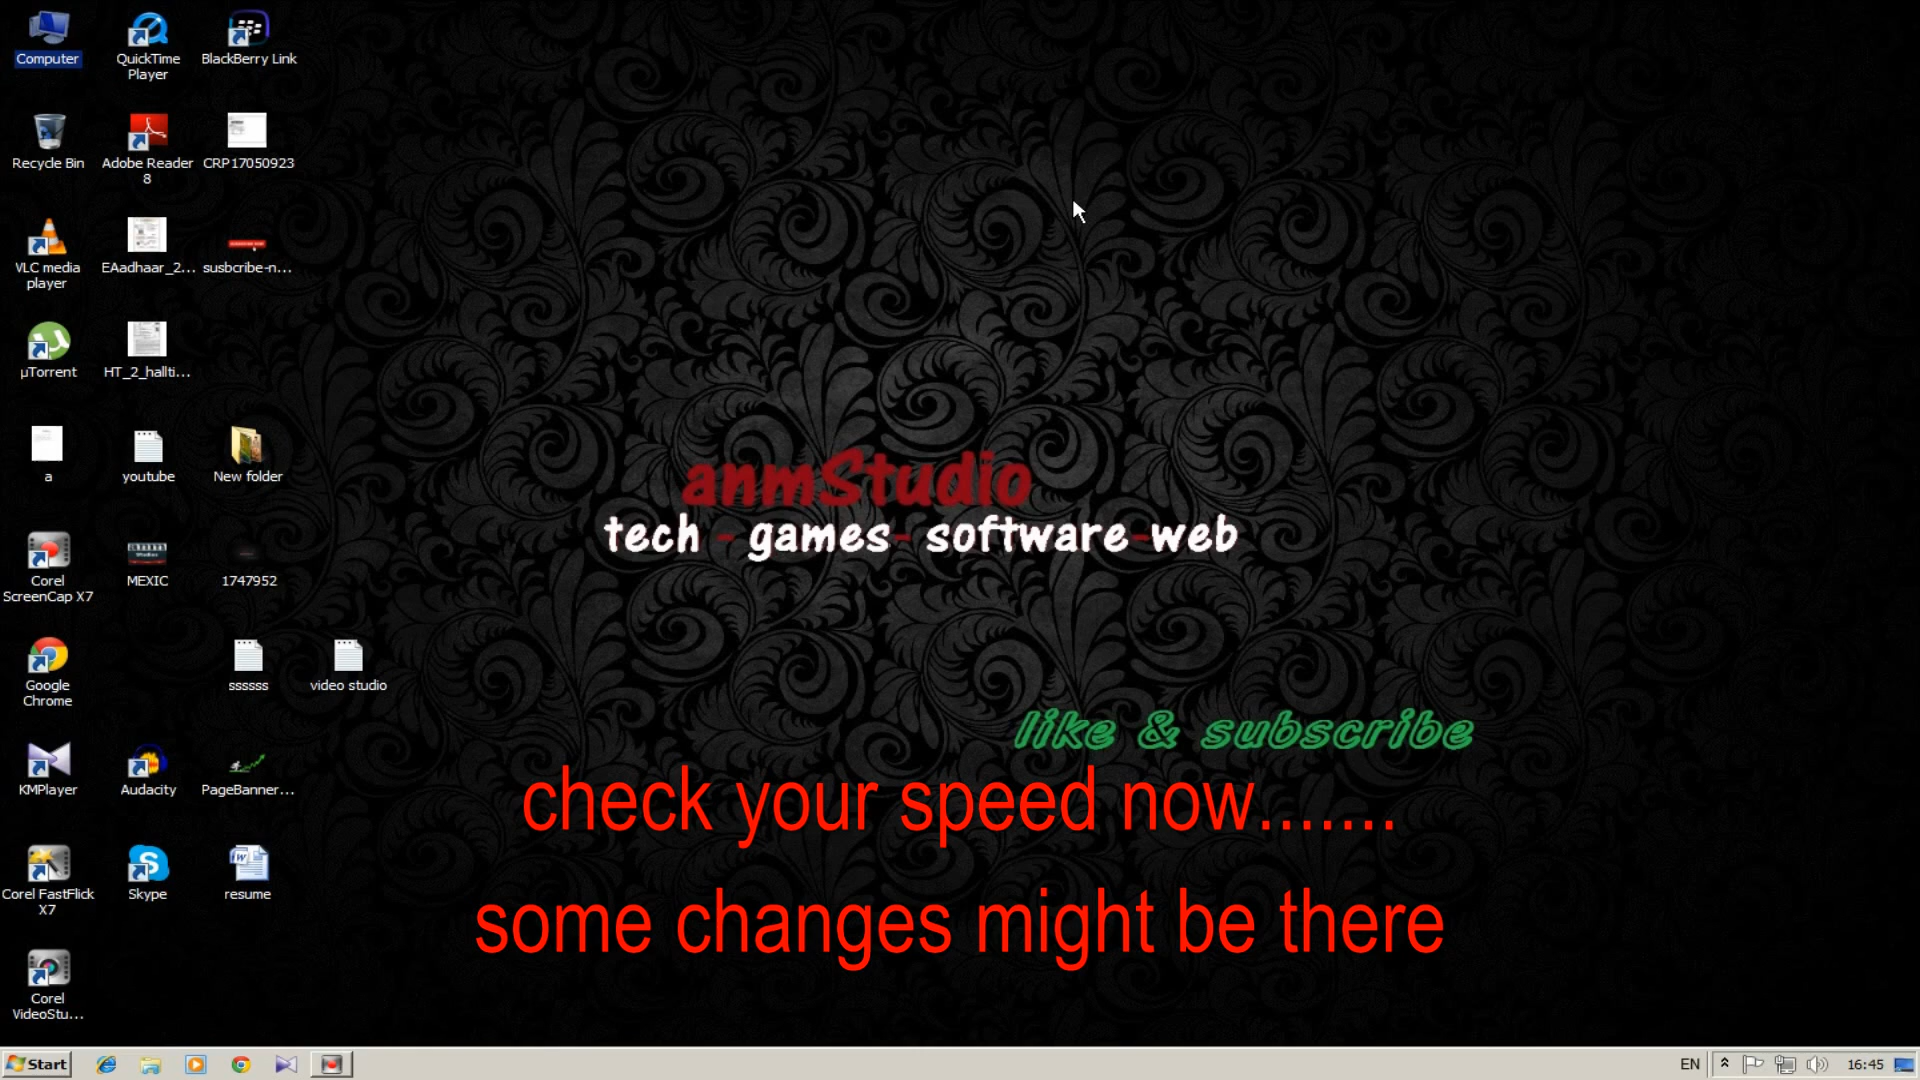 Computer
QuickTime
Player
BlackBerry Link
Recycle Bin
Adobe Reader
8
CRP17050923
VLC media
player
EAadhaar_2...
susbcribe-n...
µTorrent
HT_2_hallti...
a
youtube
New folder
anmStudio
tech - games- software-web
Corel
ScreenCap X7
MEXIC
1747952
Google
Chrome
ssssss
video studio
like & subscribe
KMPlayer
Audacity
PageBanner...
check your speed now.......
Corel FastFlick
X7
Skype
resume
some changes might be there
Corel
VideoStu...
Start
EN
16:45